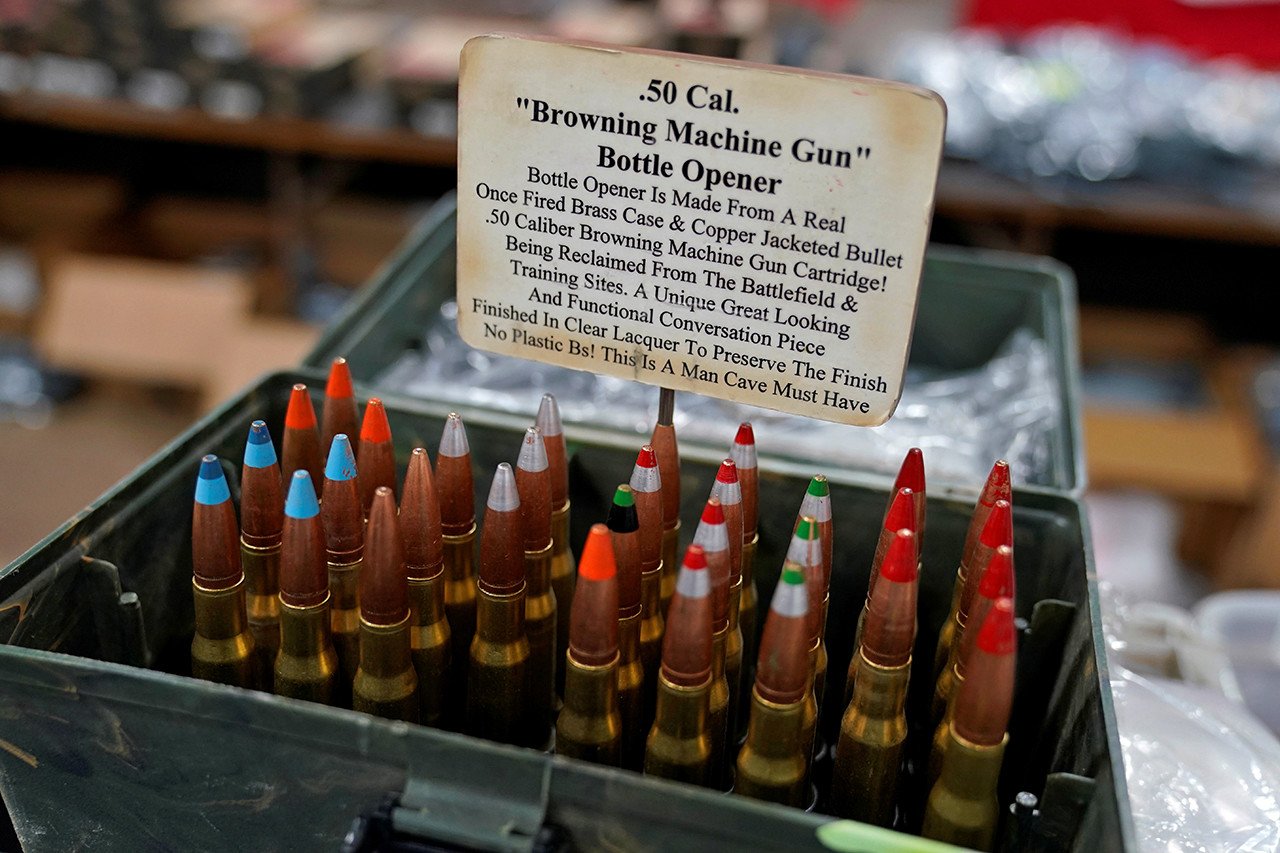 .50 Cal.
"Browning Machine Gun"
Bottle Opener
Bottle Opener Is Made From A Real
Once Fired Brass Case & Copper Jacketed Bullet
.50 Caliber Browning Machine Gun Cartridge!
Being Reclaimed From The Battlefield &
Training Sites. A Unique Great Looking
And Functional Conversation Piece
Finished In Clear Lacquer To Preserve The Finish
No Plastic Bs! This Is A Man Cave Must Have